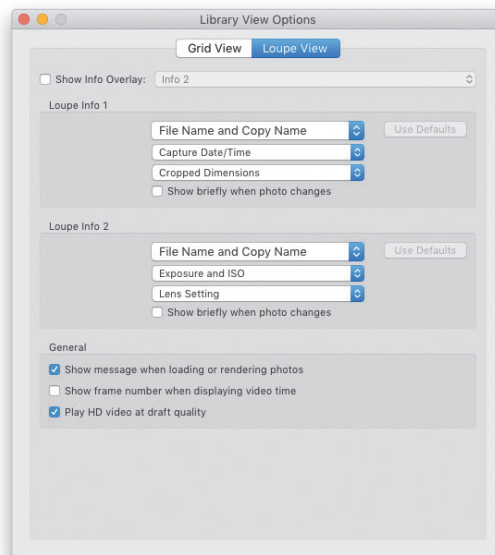 Library View Options
Grid View Loupe View
Show Info Overlay: Info 2
Loupe Info 1
File Name and Copy Name Use Defaults
Capture Date/Time
Cropped Dimensions
Show briefly when photo changes
Loupe Info 2
File Name and Copy Name Use Defaults
Exposure and ISO
Lens Setting
Show briefly when photo changes
General
Show message when loading or rendering photos
Show frame number when displaying video time
Play HD video at draft quality